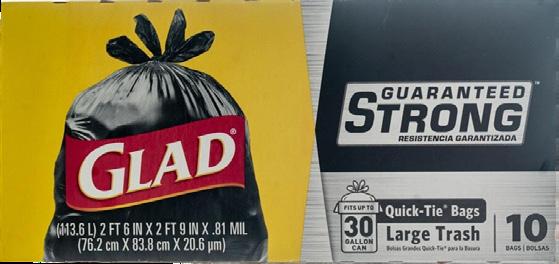 GLAD®
(113.6 L) 2 FT 6 IN X 2 FT 9 IN X .81 MIL
(76.2 cm X 83.8 cm X 20.6 µm)
GUARANTEED
STRONG™
RESISTENCIA GARANTIZADA
FITS UP TO
30
GALLON
CAN
Quick-Tie® Bags
Large Trash
Bolsas Grandes Quick-Tie® para la Basura
10
BAGS | BOLSAS